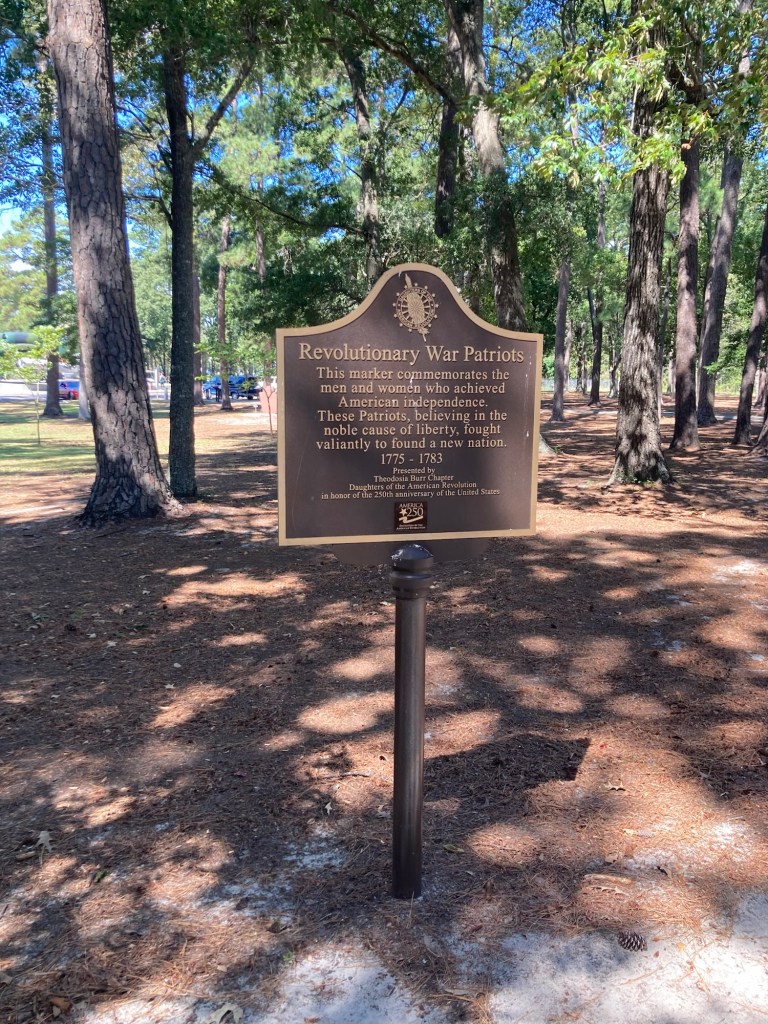 Revolutionary War Patriots
This marker commemorates the
men and women who achieved
American independence.
These Patriots, believing in the
noble cause of liberty, fought
valiantly to found a new nation.
1775 - 1783
Presented by
Theodosia Burr Chapter
Daughters of the American Revolution
in honor of the 250th anniversary of the United States
AMERICA
250